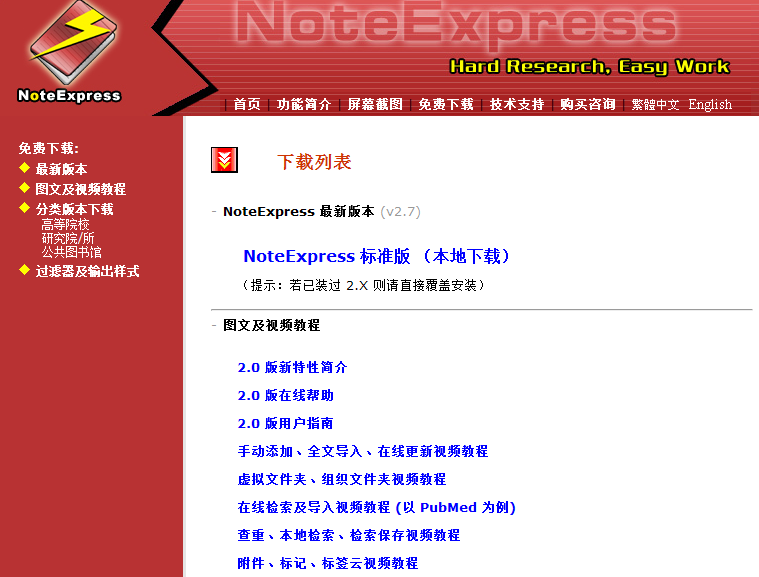 NoteExpress
Hard Research, Easy Work
NoteExpress
| 首页 | 功能简介 | 屏幕截图 | 免费下载 | 技术支持 | 购买咨询 | 繁體中文 English
免费下载:
最新版本
图文及视频教程
分类版本下载
高等院校
研究院/所
公共图书馆
过滤器及输出样式
下载列表
- NoteExpress 最新版本 (v2.7)
NoteExpress 标准版 （本地下载）
（提示：若已装过 2.X 则请直接覆盖安装）
- 图文及视频教程
2.0 版新特性简介
2.0 版在线帮助
2.0 版用户指南
手动添加、全文导入、在线更新视频教程
虚拟文件夹、组织文件夹视频教程
在线检索及导入视频教程 (以 PubMed 为例)
查重、本地检索、检索保存视频教程
附件、标记、标签云视频教程